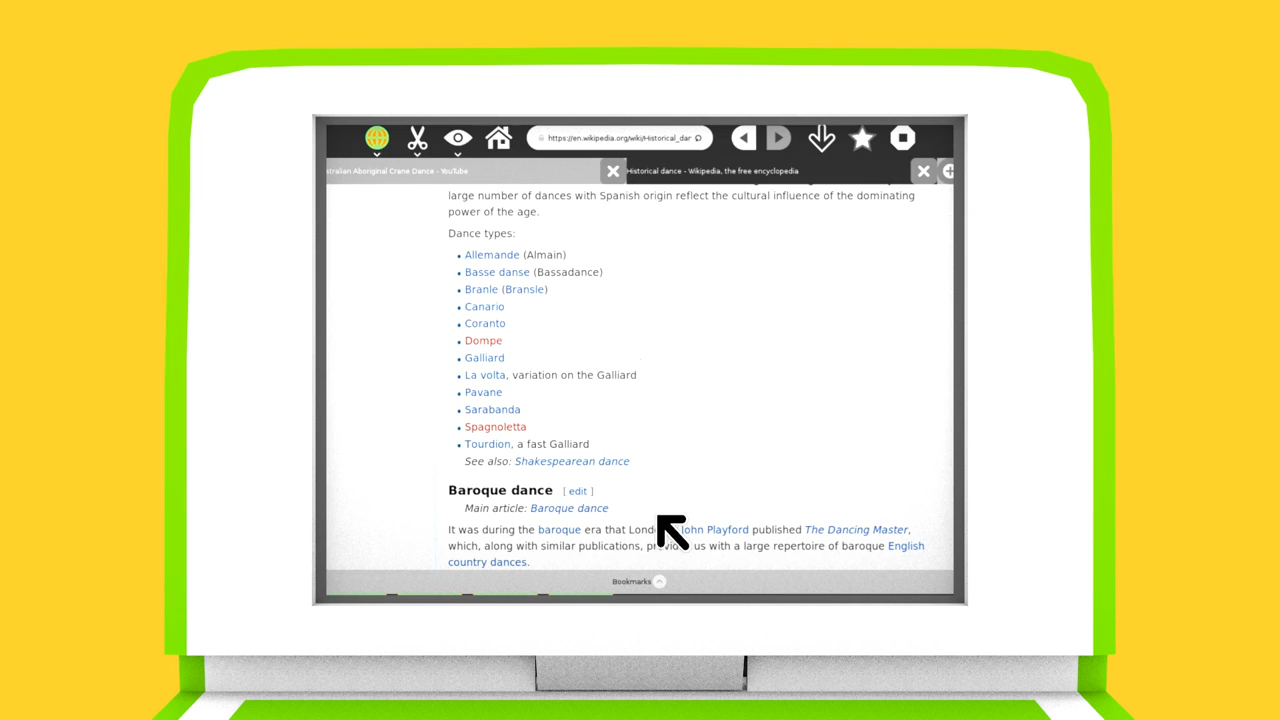 https://en.wikipedia.org/wiki/Historical_dar
stralian Aboriginal Crane Dance - YouTube
Historical dance - Wikipedia, the free encyclopedia
large number of dances with Spanish origin reflect the cultural influence of the dominating
power of the age.
Dance types:
• Allemande (Almain)
• Basse danse (Bassadance)
• Branle (Bransle)
• Canario
• Coranto
• Dompe
• Galliard
• La volta, variation on the Galliard
• Pavane
• Sarabanda
• Spagnoletta
• Tourdion, a fast Galliard
See also: Shakespearean dance
Baroque dance [ edit ]
Main article: Baroque dance
It was during the baroque era that John Playford published The Dancing Master,
which, along with similar publications, us with a large repertoire of baroque English
country dances.
Bookmarks